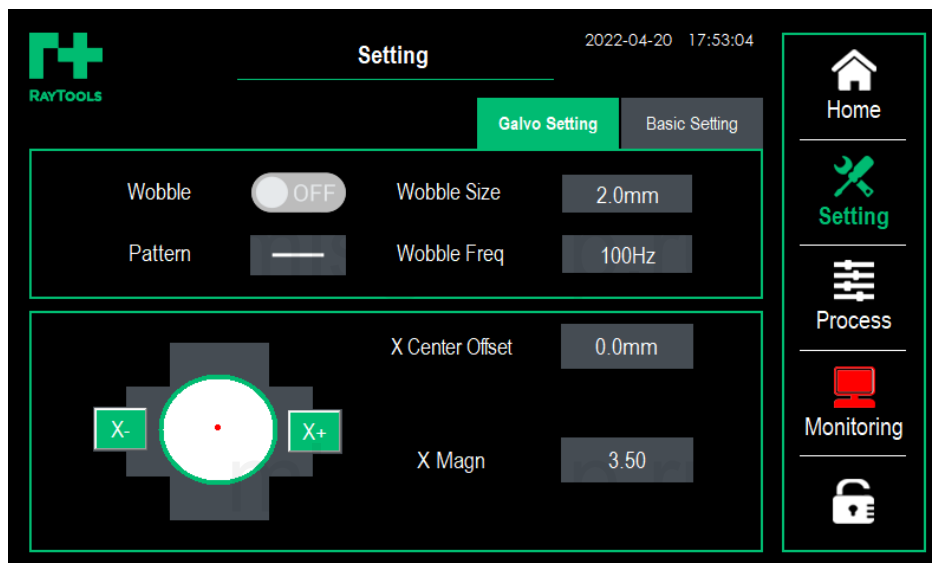 RAYTOOLS
Setting
2022-04-20 17:53:04
Galvo Setting
Basic Setting
Wobble
OFF
Wobble Size
2.0mm
Pattern
Wobble Freq
100Hz
X Center Offset
0.0mm
X-
X+
X Magn
3.50
Home
Setting
Process
Monitoring